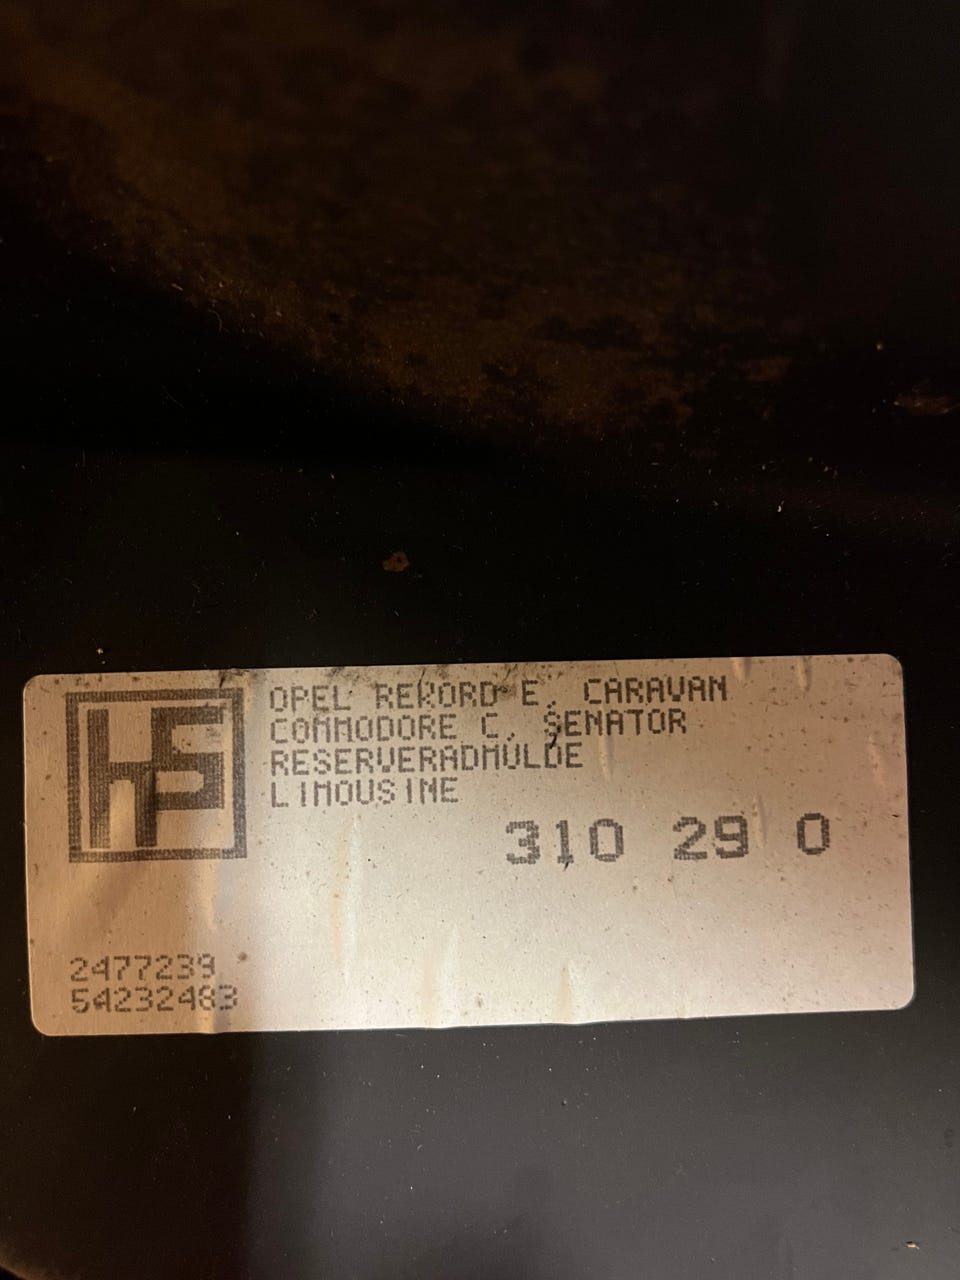 OPEL REKORD E, CARAVAN
COMMODORE C, SENATOR
RESERVERADMULDE
LIMOUSINE
310 29 0
2477239
54232483